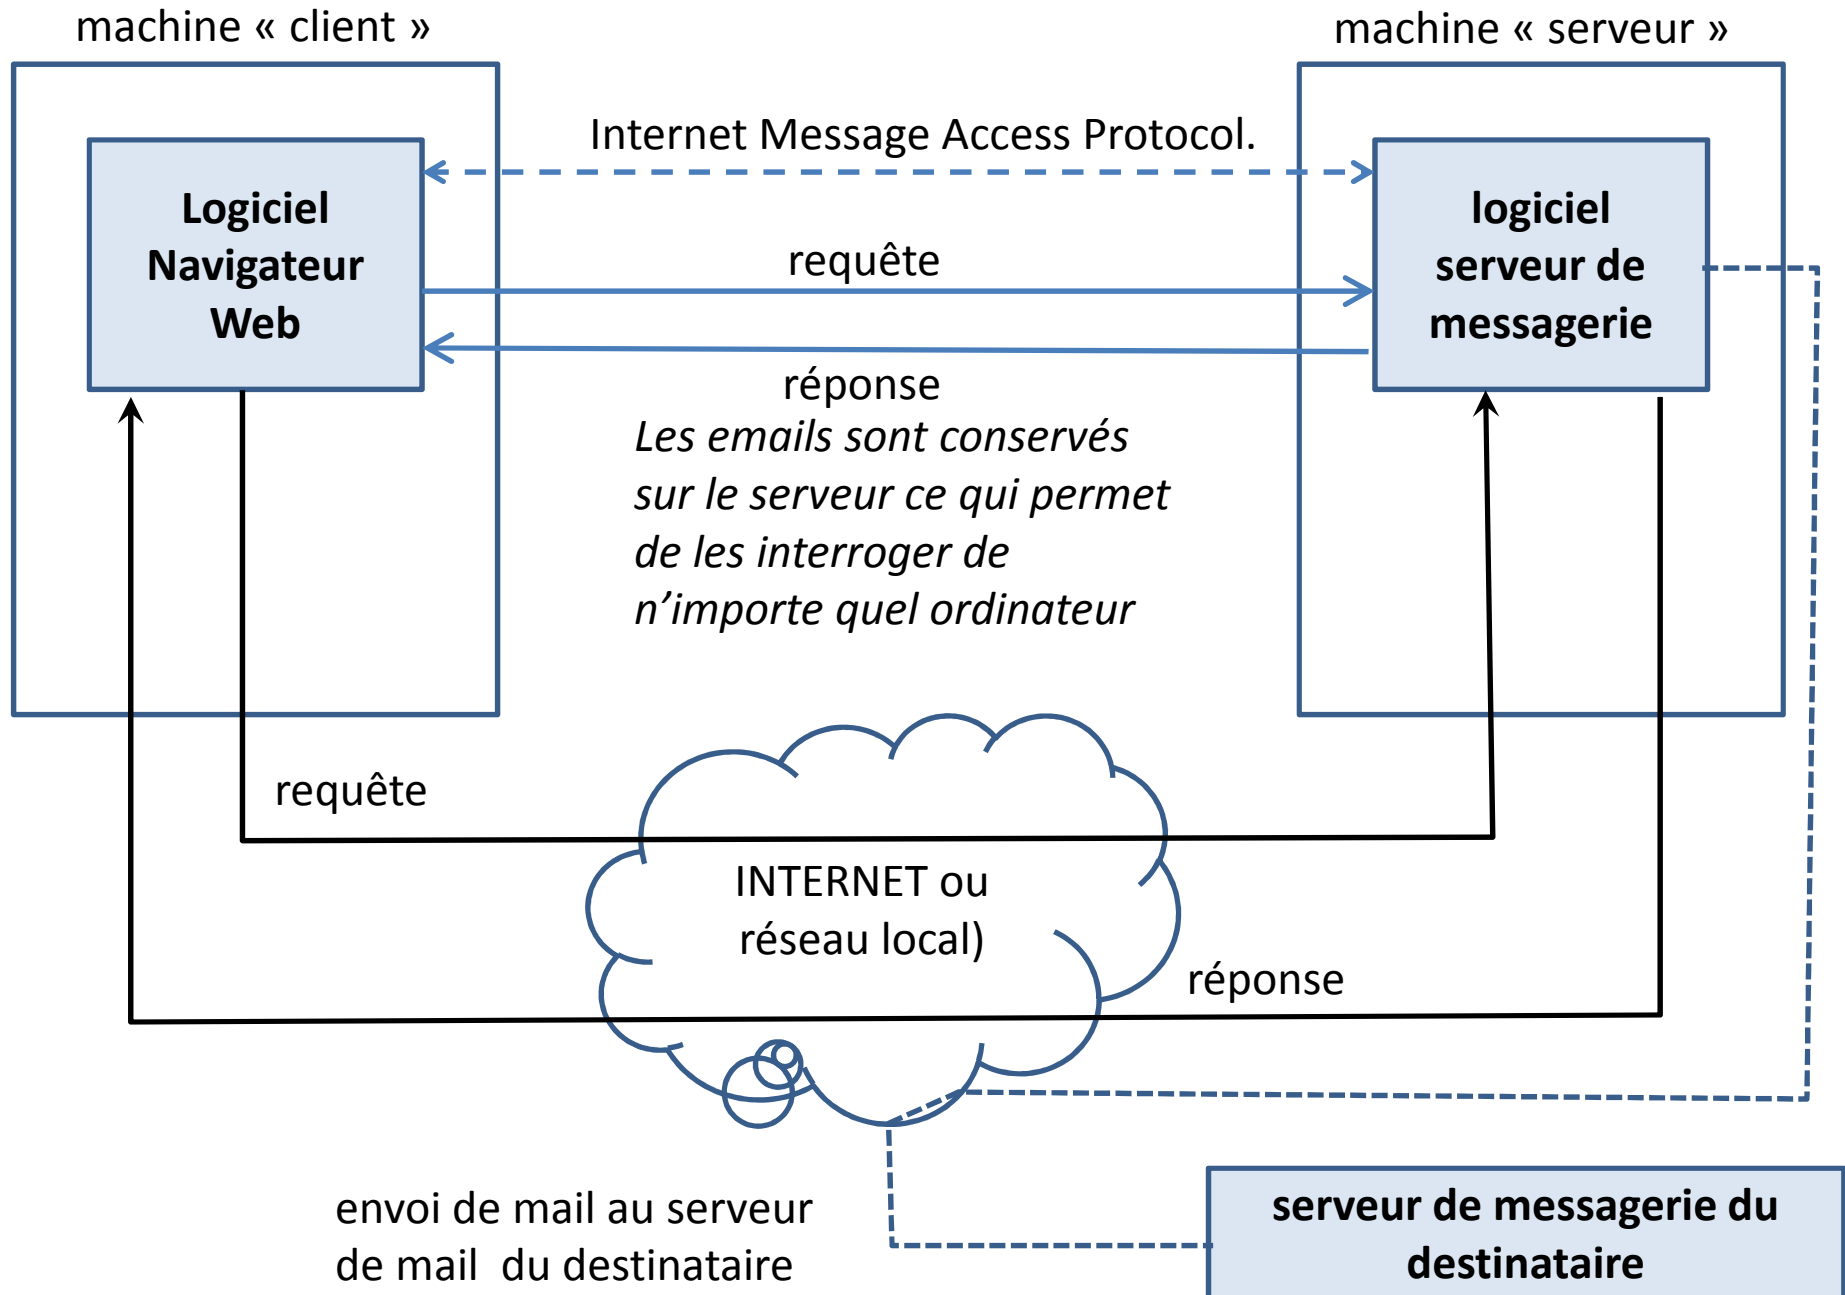 machine « client »
machine « serveur »
Internet Message Access Protocol.
Logiciel
Navigateur
Web
logiciel
serveur de
messagerie
requête
réponse
Les emails sont conservés
sur le serveur ce qui permet
de les interroger de
n’importe quel ordinateur
requête
INTERNET ou
réseau local)
réponse
envoi de mail au serveur
de mail  du destinataire
serveur de messagerie du
destinataire